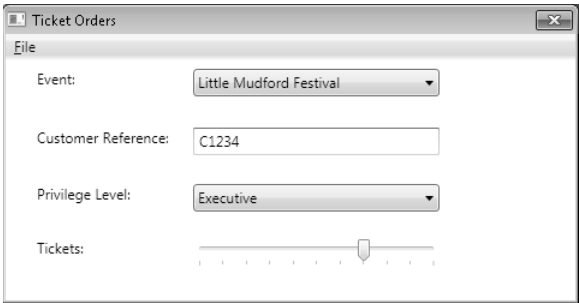 Ticket Orders
File
Event: Little Mudford Festival
Customer Reference: C1234
Privilege Level: Executive
Tickets: